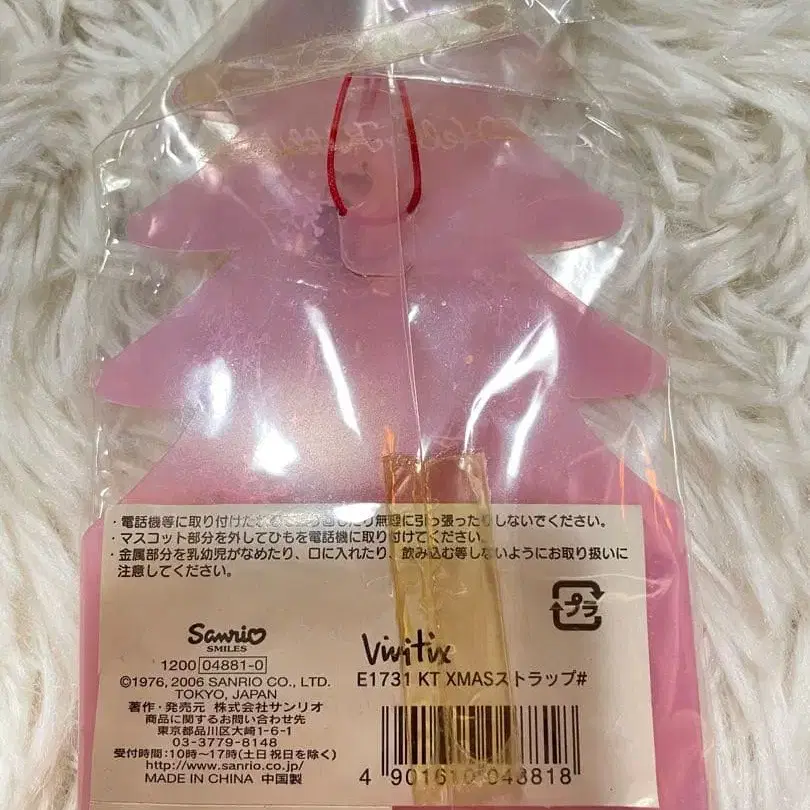 ・電話機等に取り付けた
無理に引っ張ったりしないでください。
・マスコット部分を外してひもを電話機に取り付けてください。
・金属部分を乳幼児がなめたり、口に入れたり、飲み込む等しないようにお取り扱いに
注意してください。
プラ
Sanrio
SMILES
1200 04881-0
©1976, 2006 SANRIO CO., LTD.
TOKYO, JAPAN
著作・発売元 株式会社サンリオ
商品に関するお問い合わせ先
東京都品川区大崎1-6-1
03-3779-8148
受付時間:10時〜17時(土日祝日を除く)
http://www.sanrio.co.jp/
MADE IN CHINA 中国製
Vivitix
E1731 KT XMASストラップ#
4 901610 048818